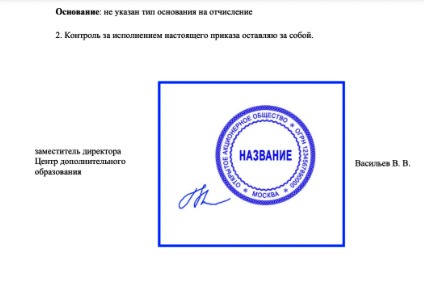 Основание: не указан тип основания на отчисление
2. Контроль за исполнением настоящего приказа оставляю за собой.
заместитель директора
Центр дополнительного
образования
ОТКРЫТОЕ АКЦИОНЕРНОЕ ОБЩЕСТВО * ОГРН 1234567890000
НАЗВАНИЕ
* МОСКВА *
Васильев В. В.